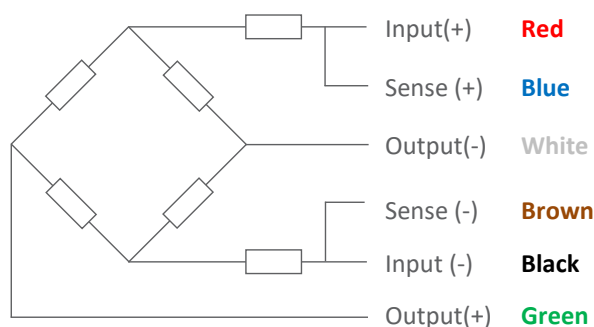 Input(+) Red
Sense (+) Blue
Output(-) White
Sense (-) Brown
Input (-) Black
Output(+) Green